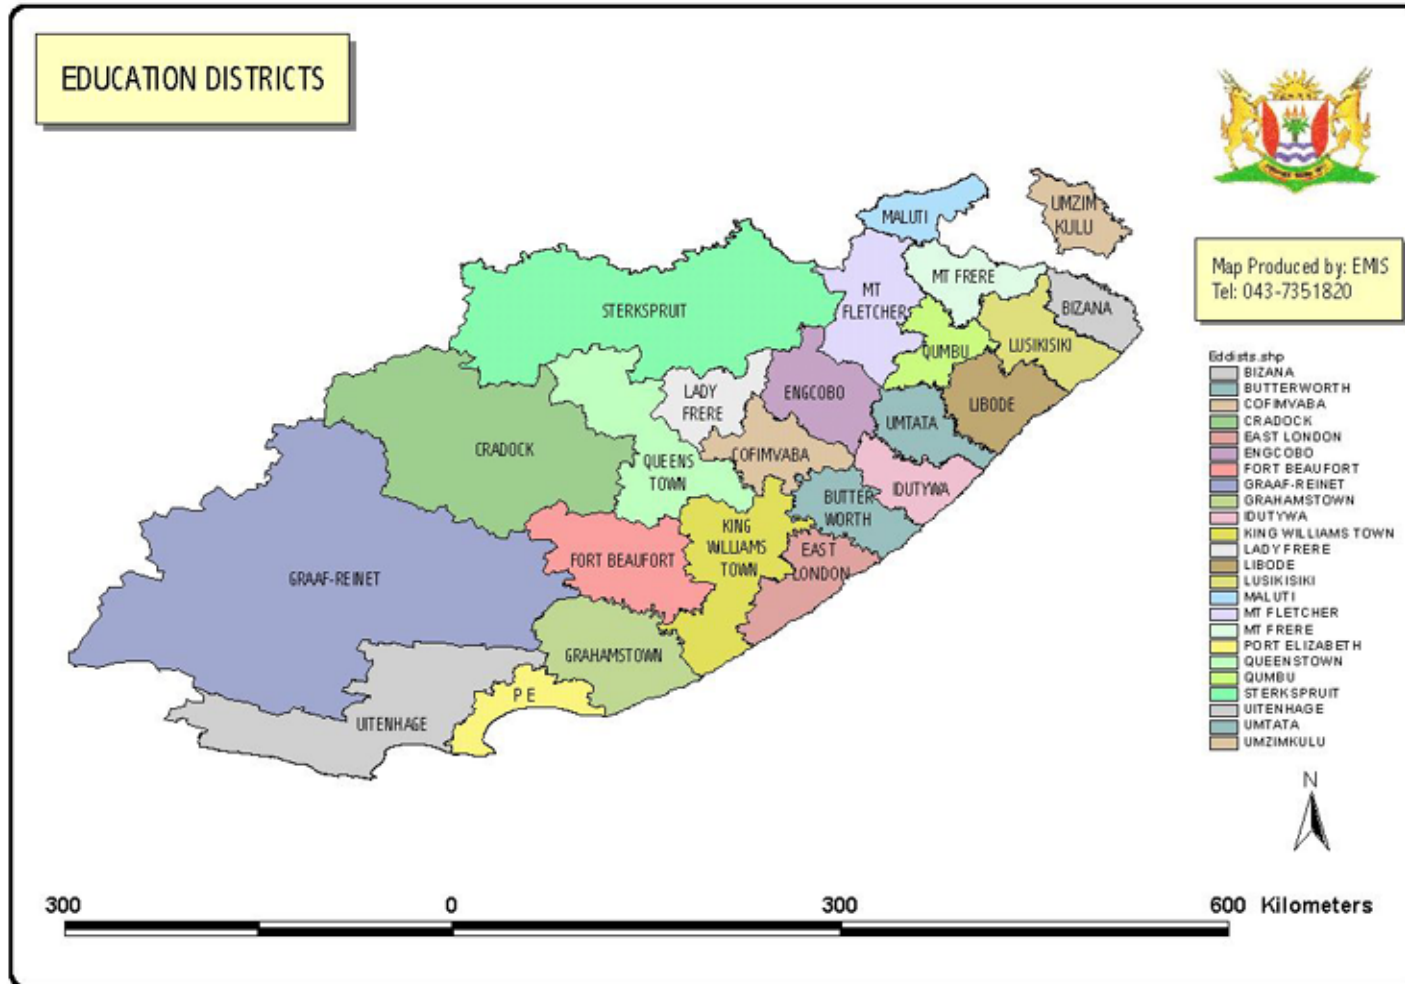 EDUCATION DISTRICTS
Map Produced by: EMIS
Tel: 043-7351820
UMZIM
KULU
MALUTI
MT FRERE
BIZANA
MT
FLETCHER
STERKSPRUIT
QUMBU
LUSIKISIKI
LADY
FRERE
ENGCOBO
LIBODE
UMTATA
CRADOCK
QUEENS
TOWN
COFIMVABA
IDUTYWA
BUTTER
WORTH
KING
WILLIAMS
TOWN
EAST
LONDON
FORT BEAUFORT
GRAAF-REINET
GRAHAMSTOWN
P E
UITENHAGE
Eddists.shp
BIZANA
BUTTERWORTH
COFIMVABA
CRADOCK
EAST LONDON
ENGCOBO
FORT BEAUFORT
GRAAF-REINET
GRAHAMSTOWN
IDUTYWA
KING WILLIAMS TOWN
LADY FRERE
LIBODE
LUSIKISIKI
MALUTI
MT FLETCHER
MT FRERE
PORT ELIZABETH
QUEENSTOWN
QUMBU
STERKSPRUIT
UITENHAGE
UMTATA
UMZIMKULU
N
300 0 300 600 Kilometers